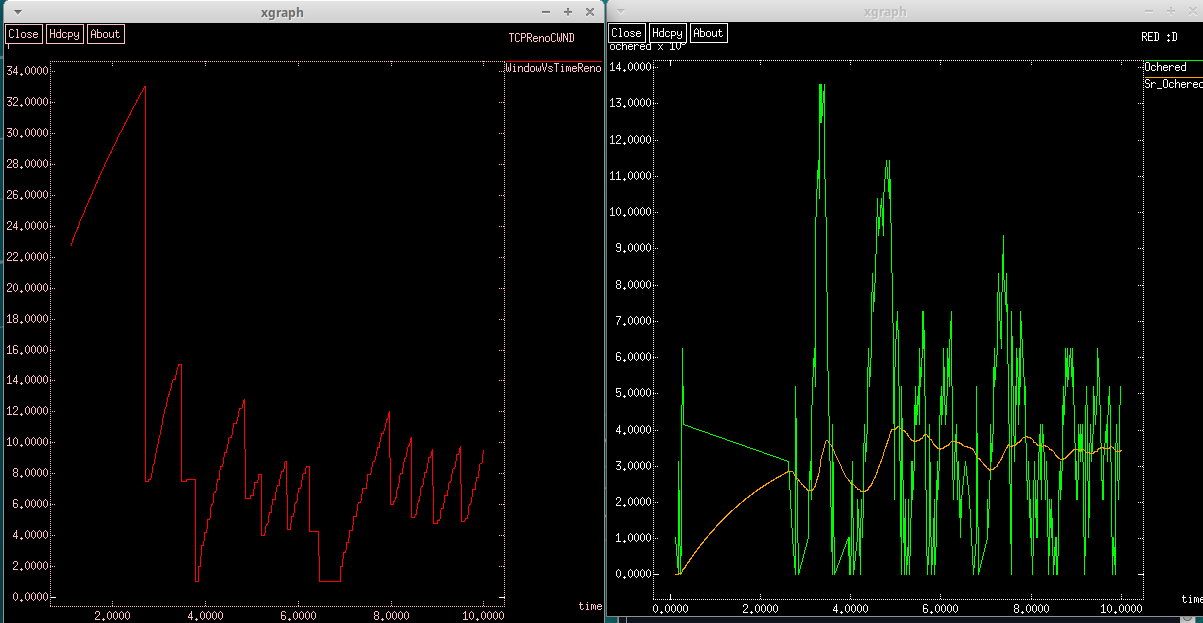 xgraph
Close Hdcpy About
TCPRenoCWND
WindowVsTimeReno
34.0000
32.0000
30.0000
28.0000
26.0000
24.0000
22.0000
20.0000
18.0000
16.0000
14.0000
12.0000
10.0000
8.0000
6.0000
4.0000
2.0000
0.0000
time
2.0000 4.0000 6.0000 8.0000 10.0000
xgraph
Close Hdcpy About
RED :D
ochered x 10
Ochered
Sr_Ochered
14.0000
13.0000
12.0000
11.0000
10.0000
9.0000
8.0000
7.0000
6.0000
5.0000
4.0000
3.0000
2.0000
1.0000
0.0000
time
0.0000 2.0000 4.0000 6.0000 8.0000 10.0000